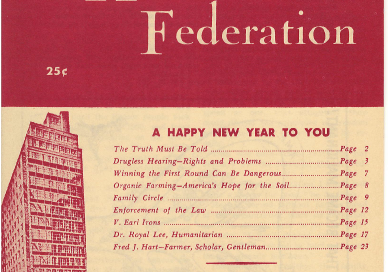 Federation
25¢
A HAPPY NEW YEAR TO YOU
The Truth Must Be Told ........ Page 2
Drugless Hearing—Rights and Problems ........ Page 3
Winning the First Round Can Be Dangerous ........ Page 7
Organic Farming—America's Hope for the Soil ........ Page 8
Family Circle ........ Page 9
Enforcement of the Law ........ Page 12
V. Earl Irons ........ Page 15
Dr. Royal Lee, Humanitarian ........ Page 17
Fred J. Hart—Farmer, Scholar, Gentleman ........ Page 23